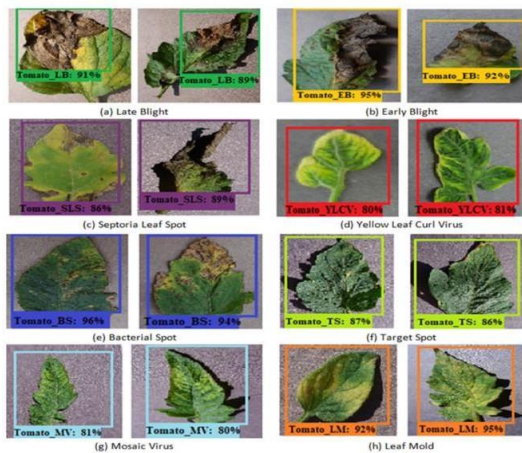 Tomato_LB: 91%
Tomato_LB: 89%
Tomato_EB: 95%
92%
(a) Late Blight
(b) Early Blight
Tomato_SLS: 86%
89%
Tomato_YLCV: 80%
Tomato_YLCV: 81%
(c) Septoria Leaf Spot
(d) Yellow Leaf Curl Virus
Tomato_BS: 96%
Tomato_BS: 94%
Tomato_TS: 87%
Tomato_TS: 86%
(e) Bacterial Spot
(f) Target Spot
Tomato_MV: 81%
Tomato_MV: 80%
Tomato_LM: 92%
Tomato_LM: 95%
(g) Mosaic Virus
(h) Leaf Mold